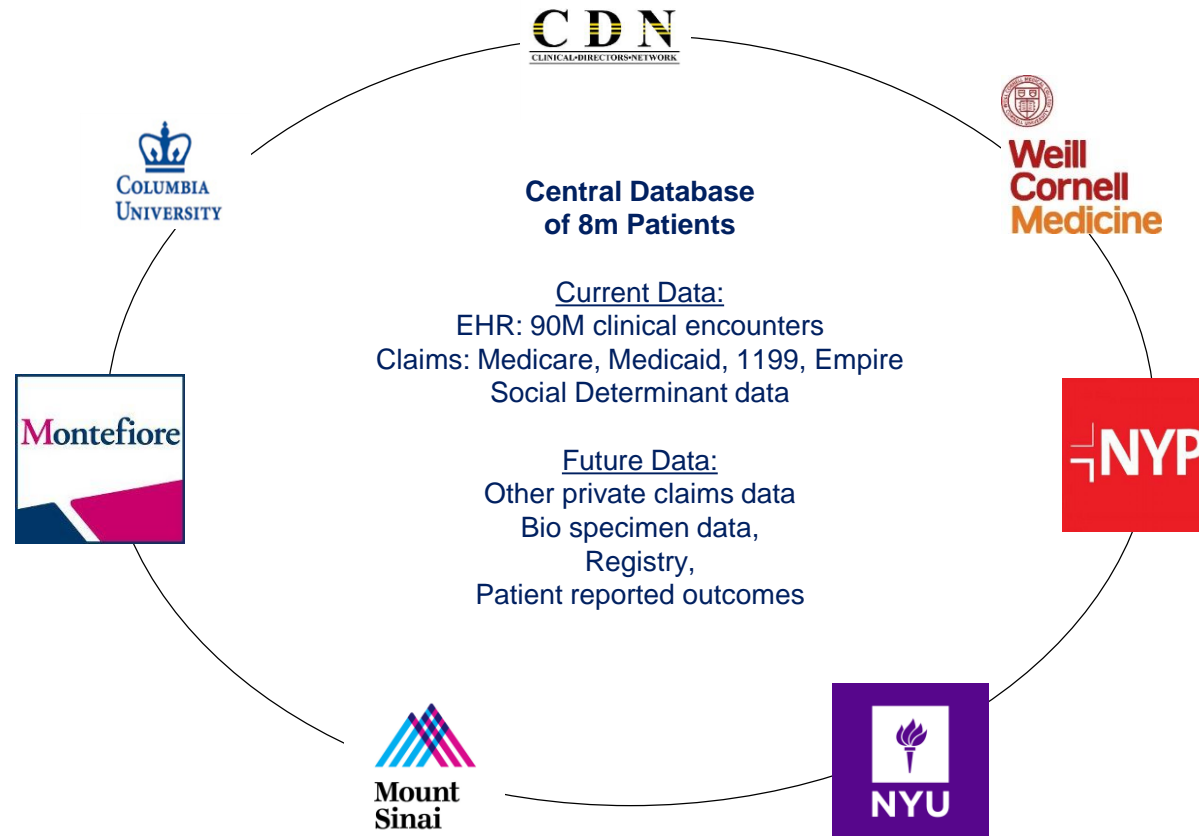 C D N
CLINICAL•DIRECTORS•NETWORK
Weill
Cornell
Medicine
COLUMBIA
UNIVERSITY
Central Database
of 8m Patients
Current Data:
EHR: 90M clinical encounters
Claims: Medicare, Medicaid, 1199, Empire
Social Determinant data
Montefiore
NYP
Future Data:
Other private claims data
Bio specimen data,
Registry,
Patient reported outcomes
Mount
Sinai
NYU